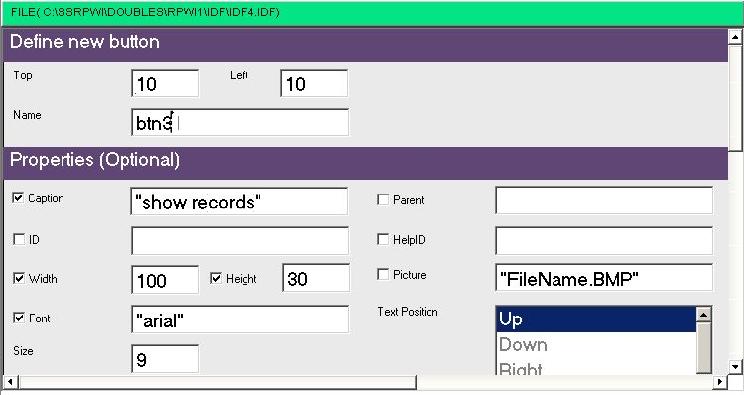 FILE( C:\SSRPWI\DOUBLES\RPWI1\IDF\IDF4.IDF)
Define new button
Top 10 Left 10
Name btn3
Properties (Optional)
Caption "show records" Parent
ID HelpID
Width 100 Height 30 Picture "FileName.BMP"
Font "arial" Text Position Up
Down
Size 9 Right